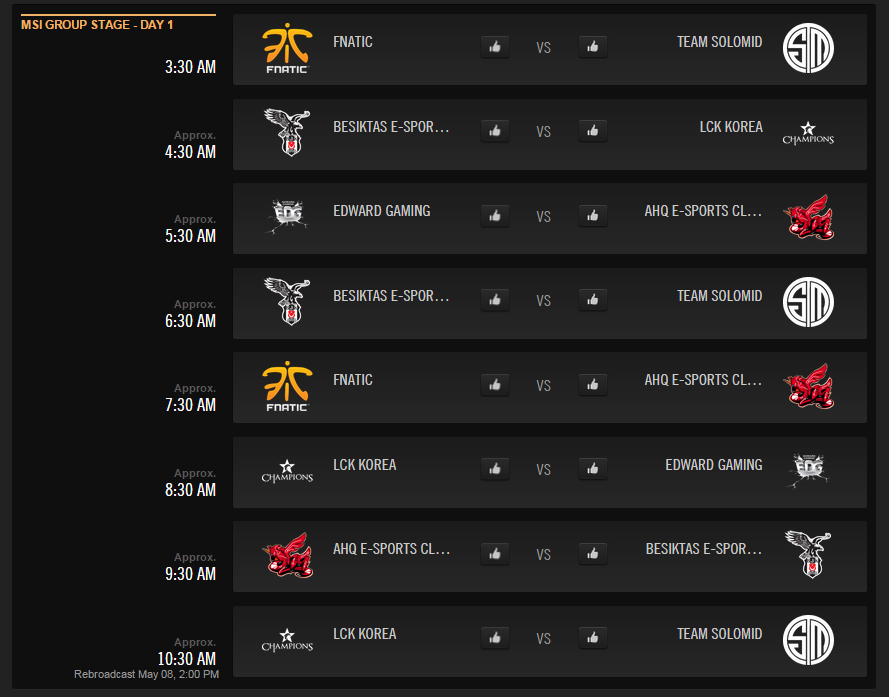 MSI GROUP STAGE - DAY 1
3:30 AM
FNATIC
FNATIC
VS
TEAM SOLOMID
SM
Approx.
4:30 AM
BESIKTAS E-SPOR...
VS
LCK KOREA
CHAMPIONS
Approx.
5:30 AM
EDG
EDWARD GAMING
VS
AHQ E-SPORTS CL...
Approx.
6:30 AM
BESIKTAS E-SPOR...
VS
TEAM SOLOMID
SM
Approx.
7:30 AM
FNATIC
FNATIC
VS
AHQ E-SPORTS CL...
Approx.
8:30 AM
CHAMPIONS
LCK KOREA
VS
EDWARD GAMING
EDG
Approx.
9:30 AM
AHQ E-SPORTS CL...
VS
BESIKTAS E-SPOR...
Approx.
10:30 AM
Rebroadcast May 08, 2:00 PM
CHAMPIONS
LCK KOREA
VS
TEAM SOLOMID
SM